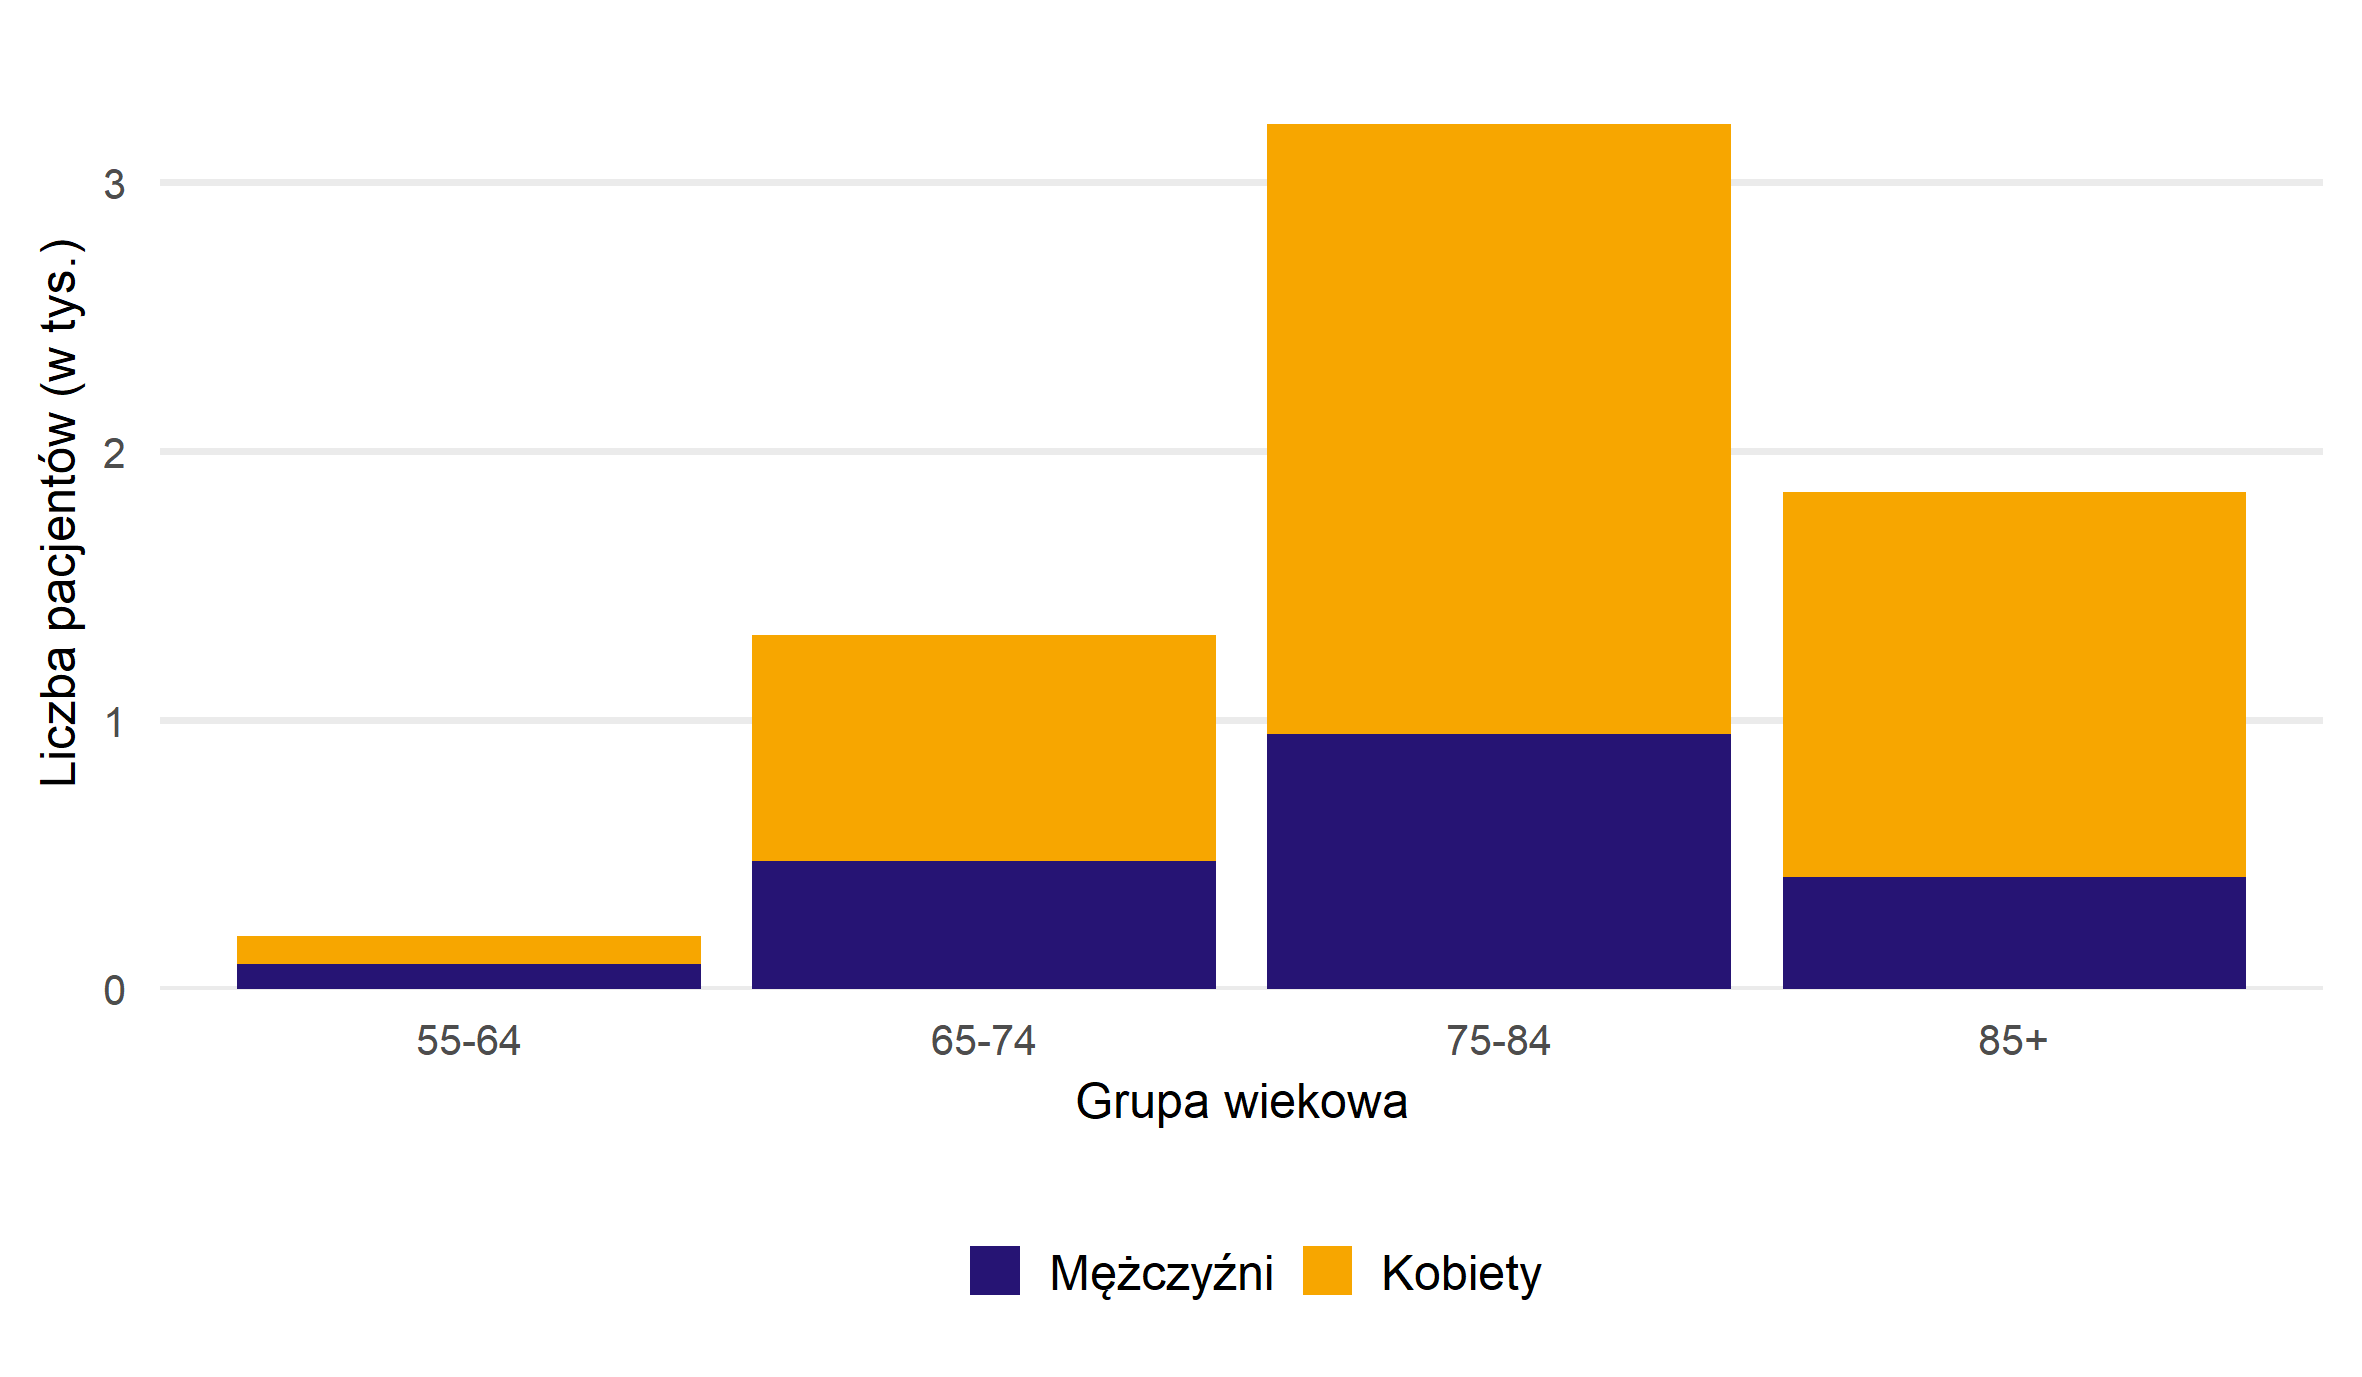 Liczba pacjentów (w tys.)
3
2
1
0
55-64 65-74 75-84 85+
Grupa wiekowa
Mężczyźni Kobiety